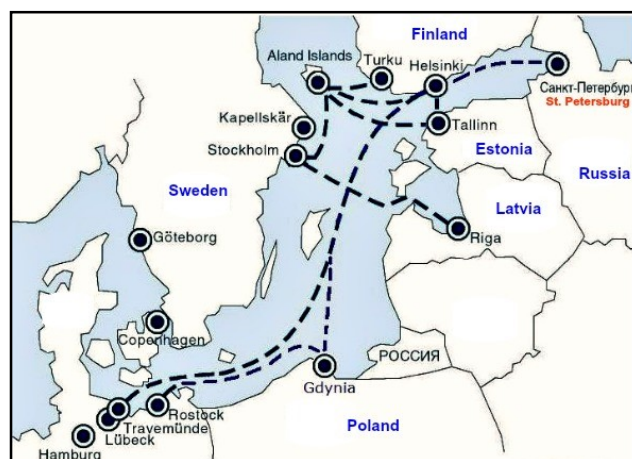 Finland
Aland Islands
Turku
Helsinki
Санкт-Петербург
St. Petersburg
Kapellskär
Tallinn
Stockholm
Estonia
Sweden
Russia
Latvia
Göteborg
Riga
Copenhagen
РОССИЯ
Gdynia
Rostock
Travemünde
Lübeck
Poland
Hamburg